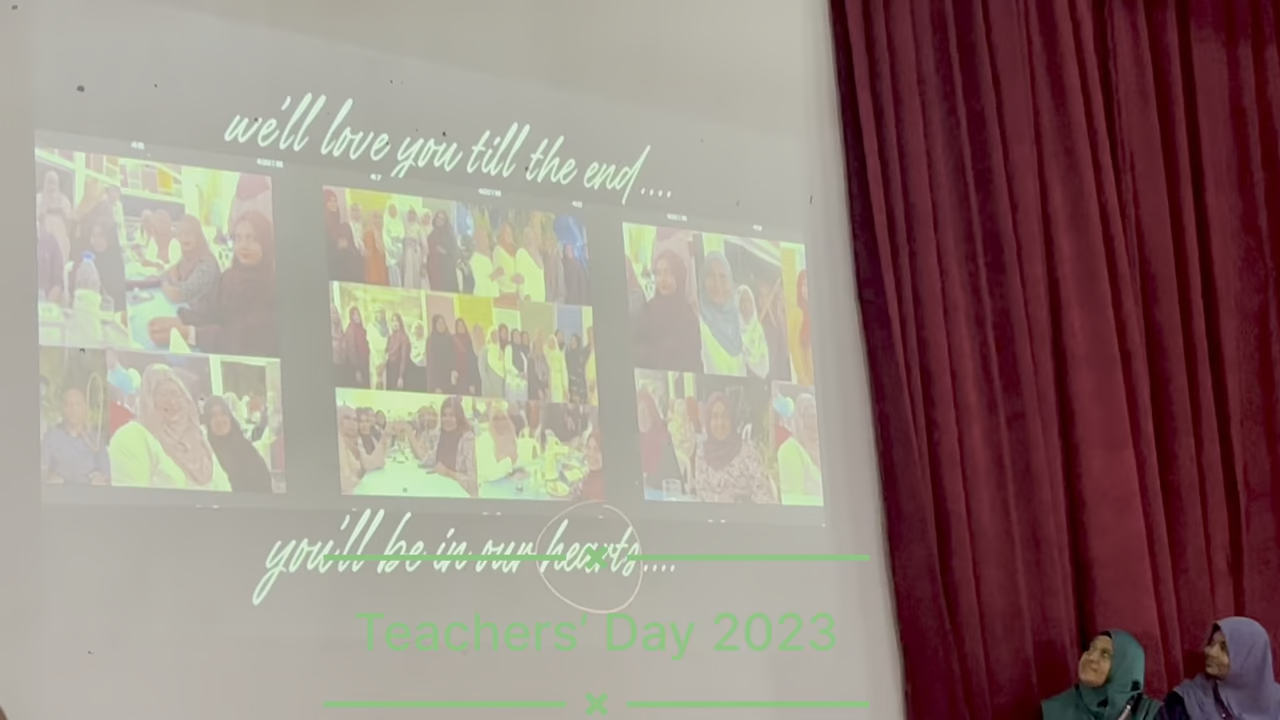 we'll love you till the end....
you'll be in our hearts....
Teachers' Day 2023